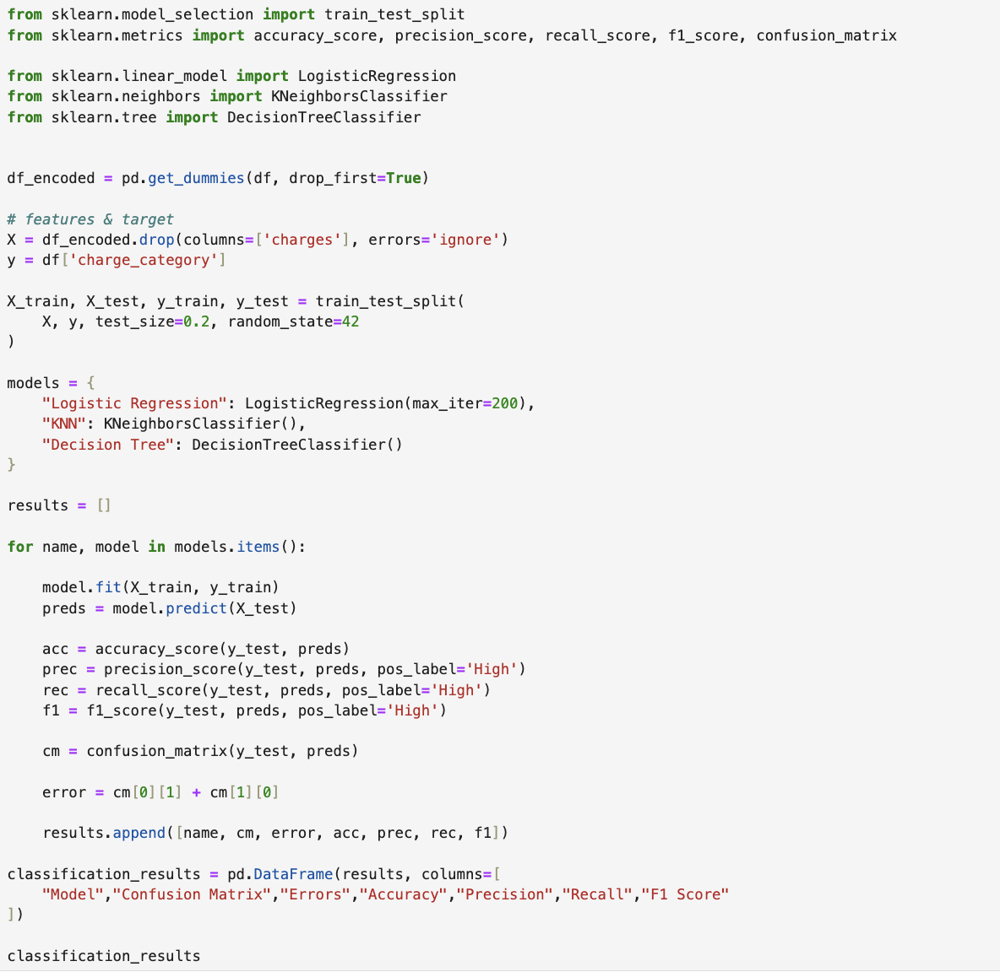 from sklearn.model_selection import train_test_split
from sklearn.metrics import accuracy_score, precision_score, recall_score, f1_score, confusion_matrix
from sklearn.linear_model import LogisticRegression
from sklearn.neighbors import KNeighborsClassifier
from sklearn.tree import DecisionTreeClassifier
df_encoded = pd.get_dummies(df, drop_first=True)
# features & target
X = df_encoded.drop(columns=['charges'], errors='ignore')
y = df['charge_category']
X_train, X_test, y_train, y_test = train_test_split(
    X, y, test_size=0.2, random_state=42
)
models = {
    "Logistic Regression": LogisticRegression(max_iter=200),
    "KNN": KNeighborsClassifier(),
    "Decision Tree": DecisionTreeClassifier()
}
results = []
for name, model in models.items():
    model.fit(X_train, y_train)
    preds = model.predict(X_test)
    acc = accuracy_score(y_test, preds)
    prec = precision_score(y_test, preds, pos_label='High')
    rec = recall_score(y_test, preds, pos_label='High')
    f1 = f1_score(y_test, preds, pos_label='High')
    cm = confusion_matrix(y_test, preds)
    error = cm[0][1] + cm[1][0]
    results.append([name, cm, error, acc, prec, rec, f1])
classification_results = pd.DataFrame(results, columns=[
    "Model","Confusion Matrix","Errors","Accuracy","Precision","Recall","F1 Score"
])
classification_results